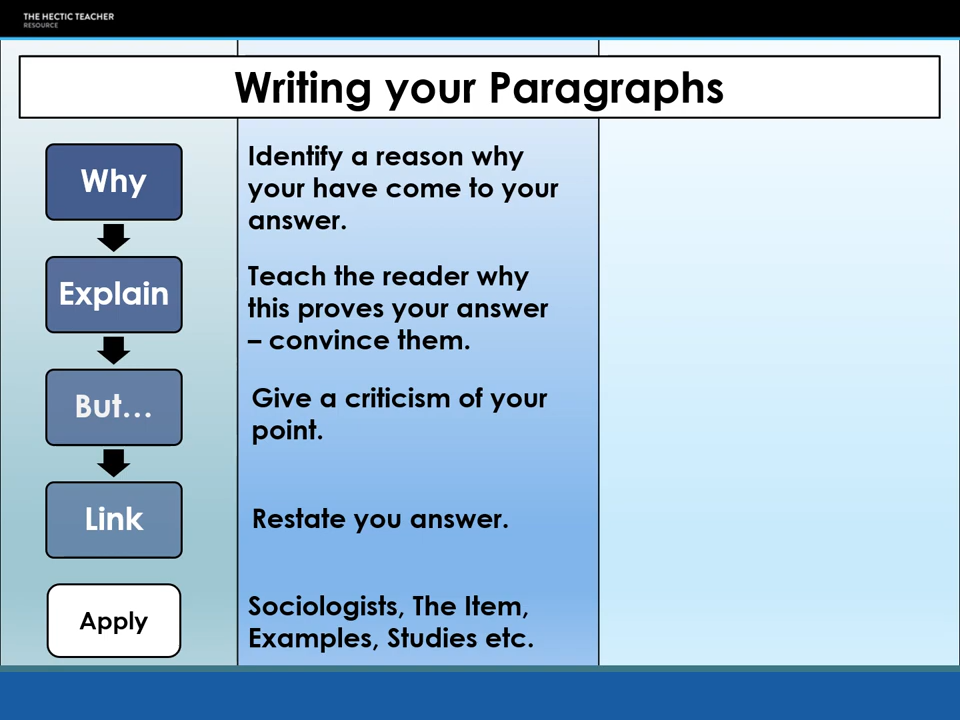 THE HECTIC TEACHER
RESOURCE
Writing your Paragraphs
Why
Identify a reason why
your have come to your
answer.
Explain
Teach the reader why
this proves your answer
– convince them.
But…
Give a criticism of your
point.
Link
Restate you answer.
Apply
Sociologists, The Item,
Examples, Studies etc.